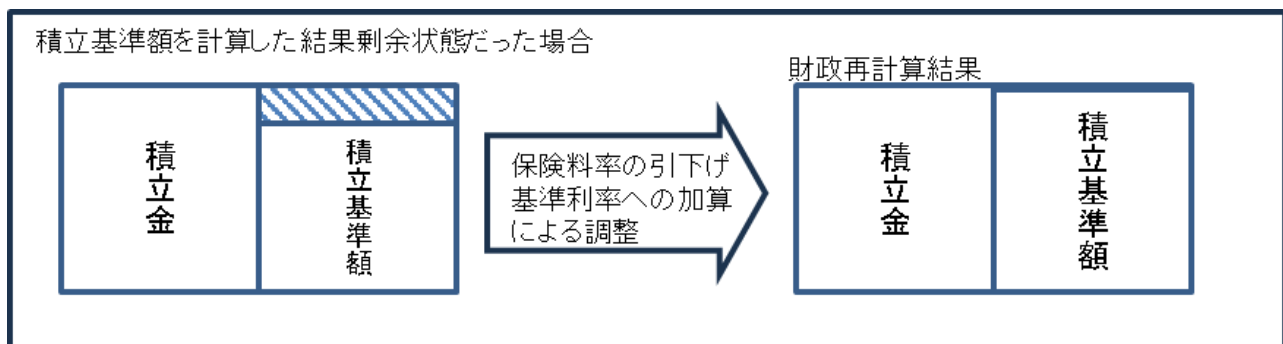 積立基準額を計算した結果剰余状態だった場合
積立金
積立基準額
保険料率の引下げ
基準利率への加算
による調整
財政再計算結果
積立金
積立基準額